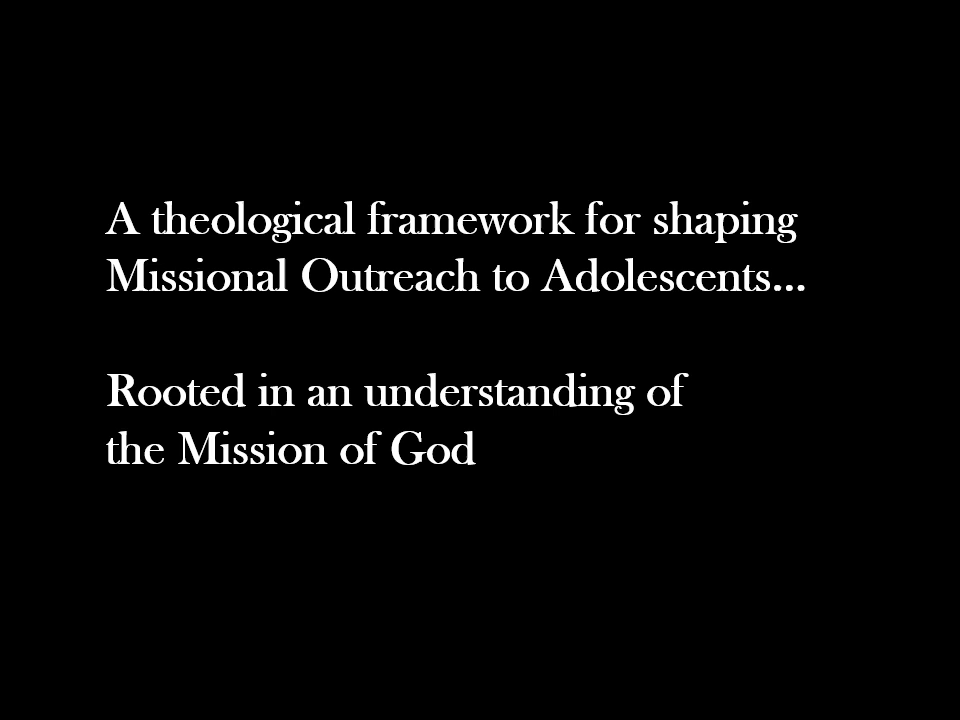 A theological framework for shaping
Missional Outreach to Adolescents...
Rooted in an understanding of
the Mission of God